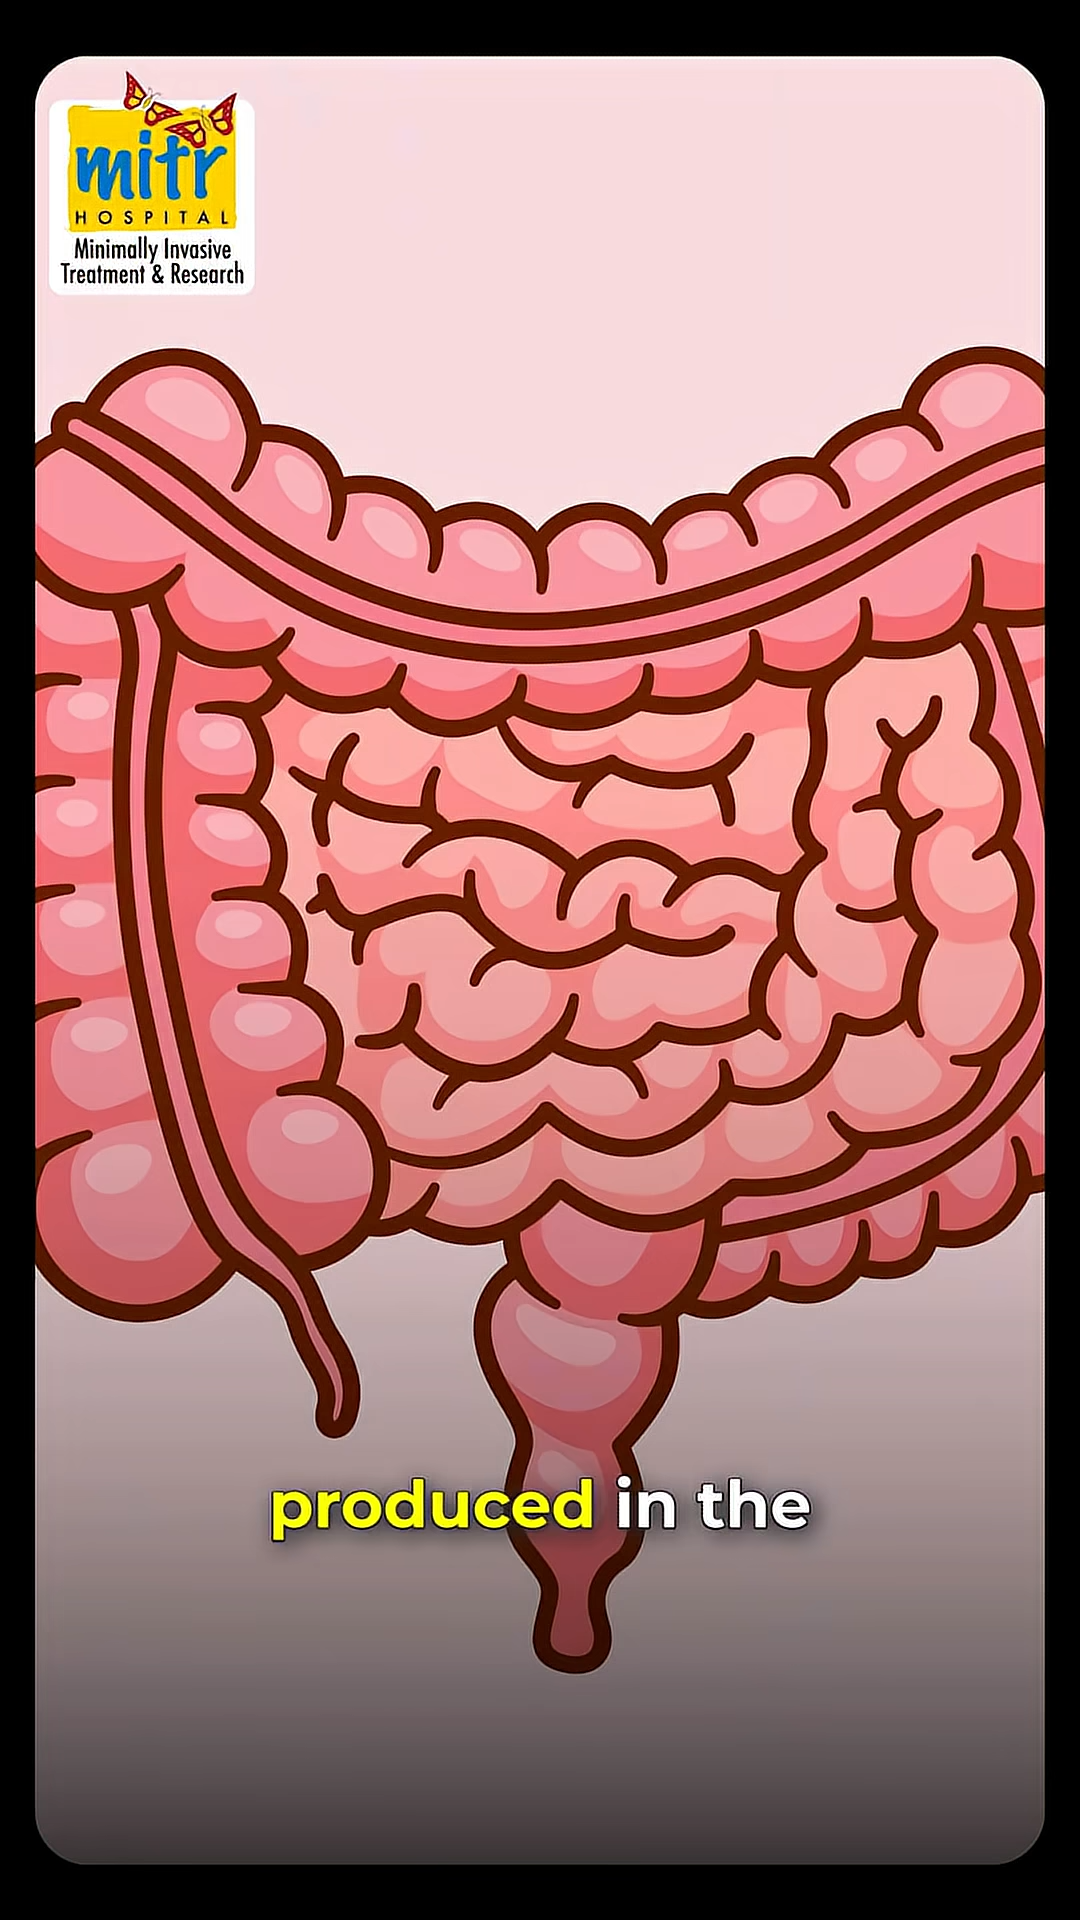 mitr
HOSPITAL
Minimally Invasive
Treatment & Research
produced in the